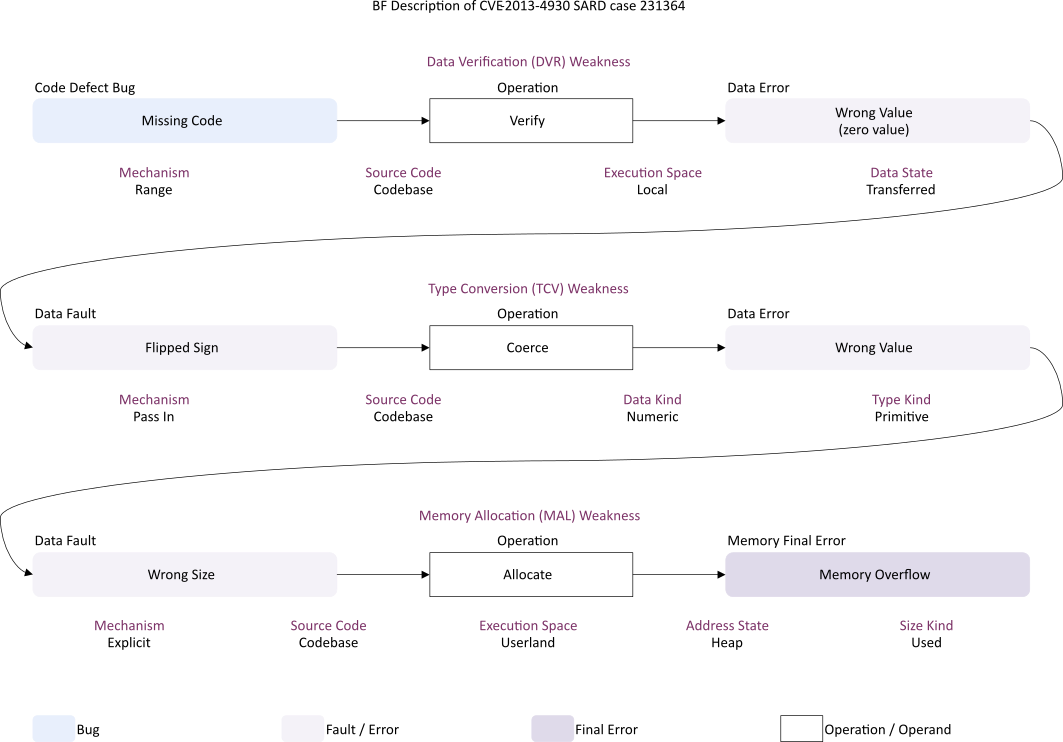 BF Description of CVE-2013-4930 SARD case 231364
Data Verification (DVR) Weakness
Code Defect Bug
Operation
Data Error
Missing Code
Verify
Wrong Value
(zero value)
Mechanism
Source Code
Execution Space
Data State
Range
Codebase
Local
Transferred
Type Conversion (TCV) Weakness
Data Fault
Operation
Data Error
Flipped Sign
Coerce
Wrong Value
Mechanism
Source Code
Data Kind
Type Kind
Pass In
Codebase
Numeric
Primitive
Memory Allocation (MAL) Weakness
Data Fault
Operation
Memory Final Error
Wrong Size
Allocate
Memory Overflow
Mechanism
Source Code
Execution Space
Address State
Size Kind
Explicit
Codebase
Userland
Heap
Used
Bug
Fault / Error
Final Error
Operation / Operand